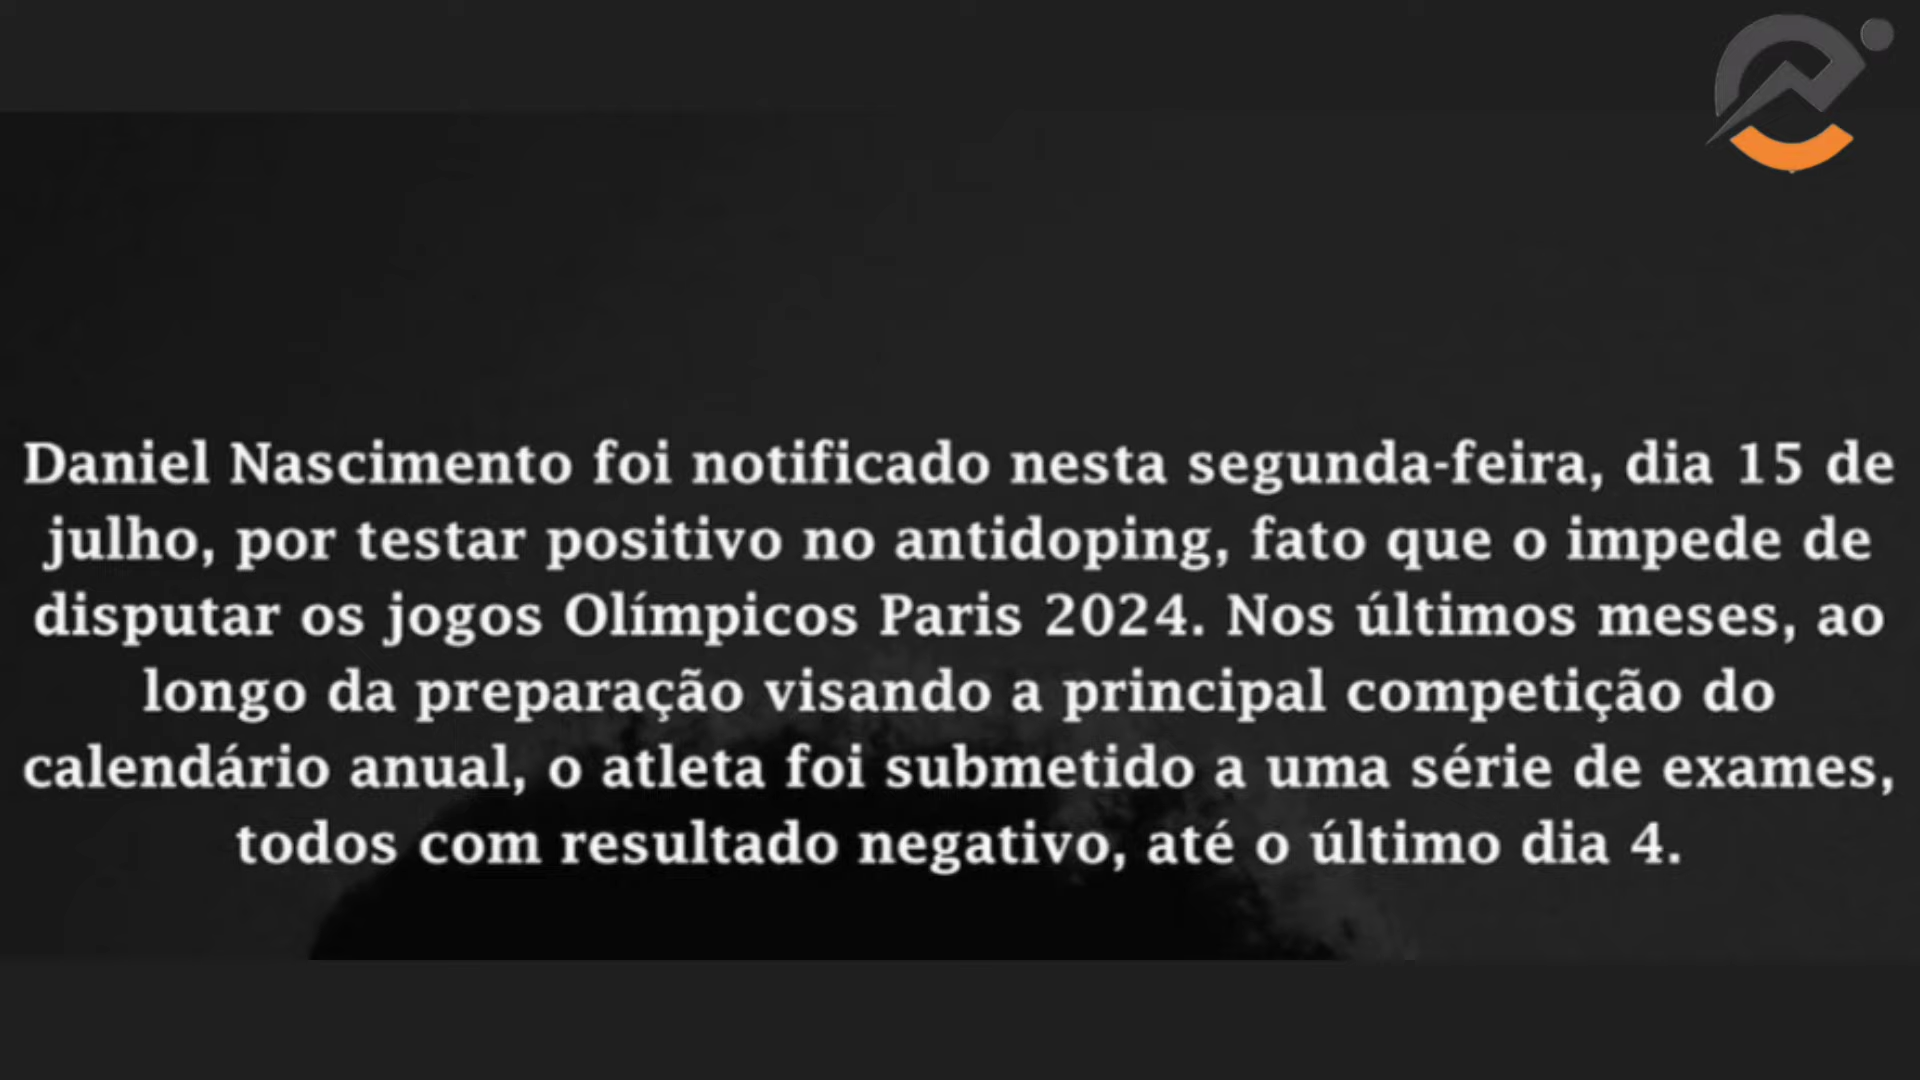 Daniel Nascimento foi notificado nesta segunda-feira, dia 15 de
julho, por testar positivo no antidoping, fato que o impede de
disputar os jogos Olímpicos Paris 2024. Nos últimos meses, ao
longo da preparação visando a principal competição do
calendário anual, o atleta foi submetido a uma série de exames,
todos com resultado negativo, até o último dia 4.